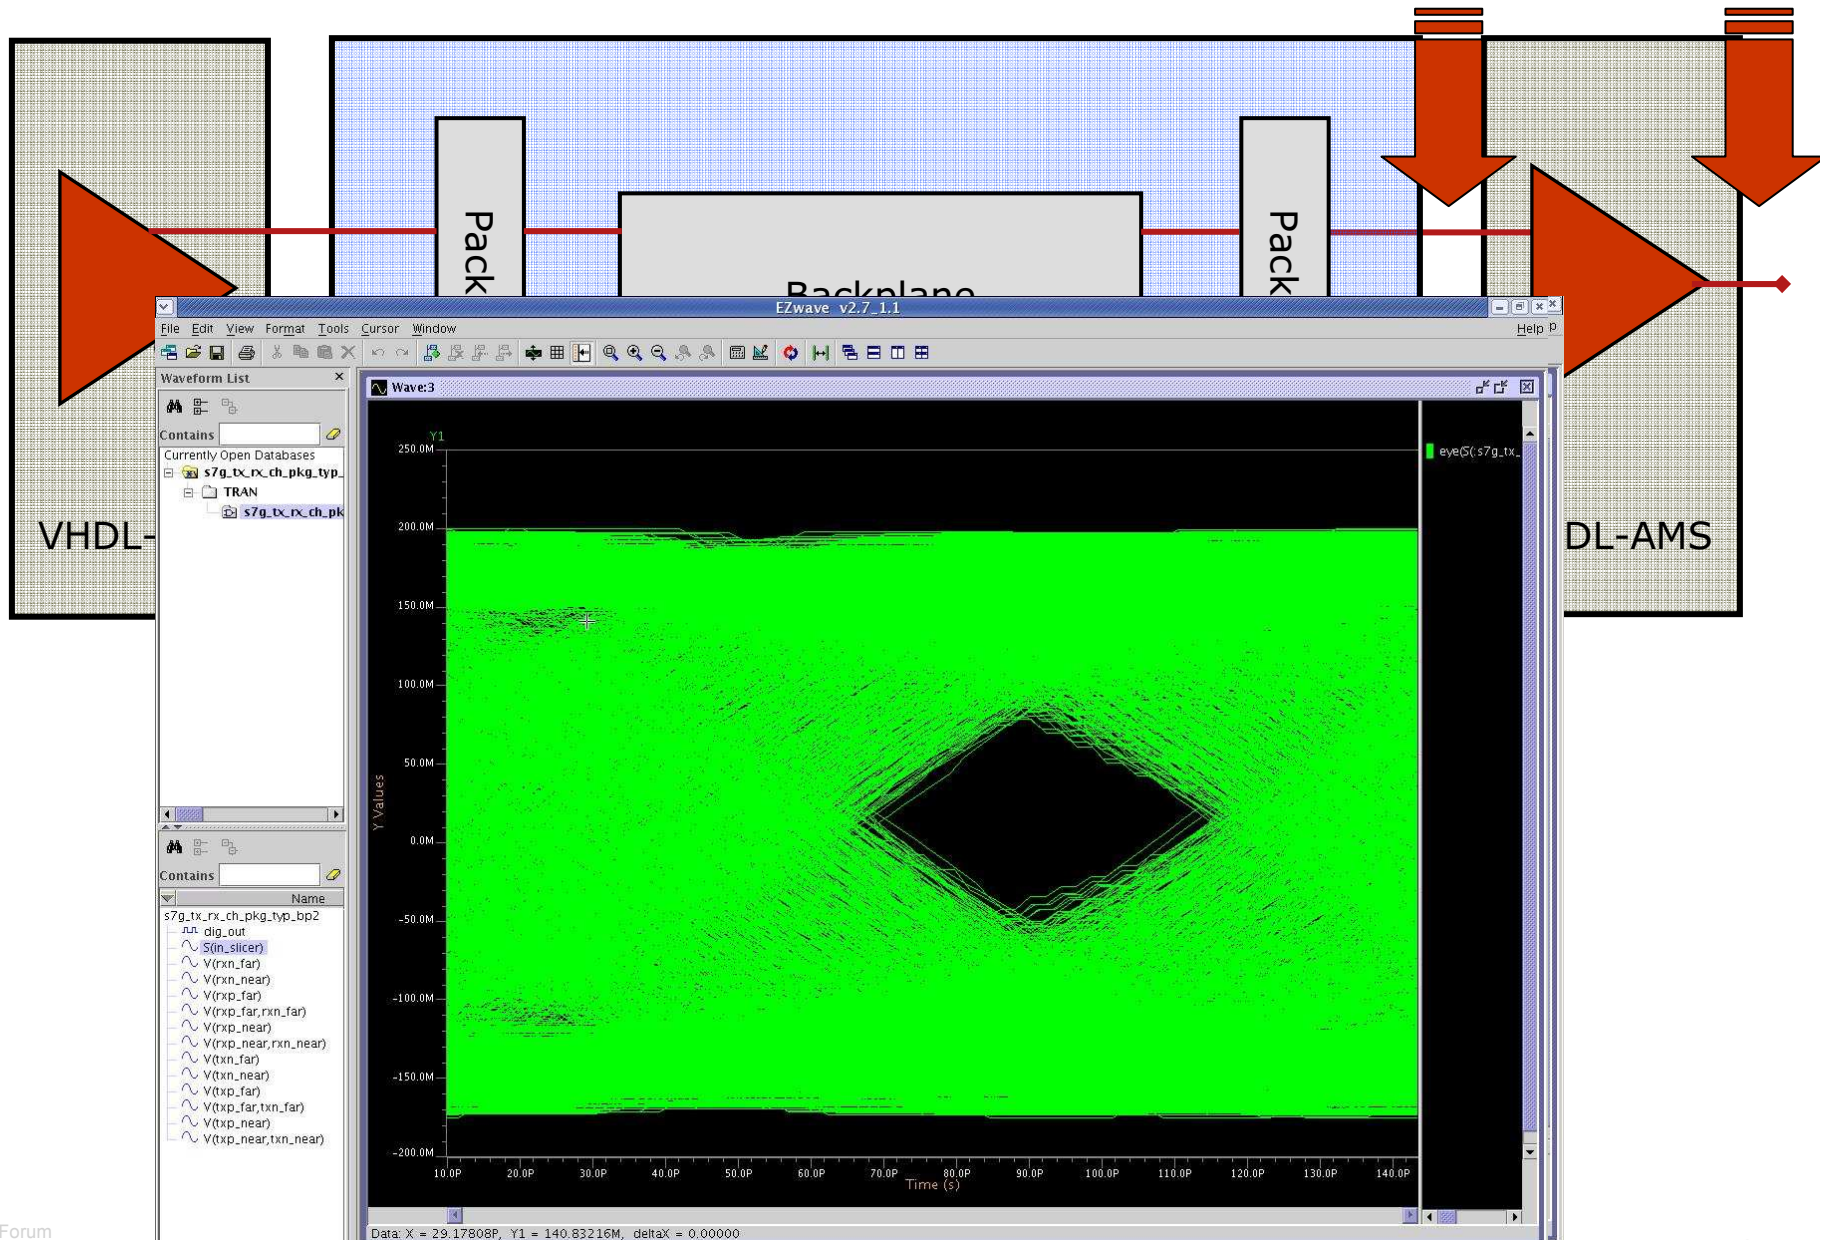 Pack
Pack
Backplane
VHDL-
DL-AMS
EZwave v2.7_1.1
File Edit View Format Tools Cursor Window
Help
p
Waveform List
Contains
Currently Open Databases
s7g_tx_rx_ch_pkg_typ_
TRAN
s7g_tx_rx_ch_pk
Contains
Name
s7g_tx_rx_ch_pkg_typ_bp2
dig_out
S(in_slicer)
V(rxn_far)
V(rxn_near)
V(rxp_far)
V(rxp_far,rxn_far)
V(rxp_near)
V(rxp_near,rxn_near)
V(txn_far)
V(txn_near)
V(txp_far)
V(txp_far,txn_far)
V(txp_near)
V(txp_near,txn_near)
Wave:3
Y1
250.0M
200.0M
150.0M
100.0M
50.0M
0.0M
-50.0M
-100.0M
-150.0M
-200.0M
Y Values
10.0P 20.0P 30.0P 40.0P 50.0P 60.0P 70.0P 80.0P 90.0P 100.0P 110.0P 120.0P 130.0P 140.0P
Time (s)
eye(S(:s7g_tx_
Data: X = 29.17808P, Y1 = 140.83216M, deltaX = 0.00000
Forum